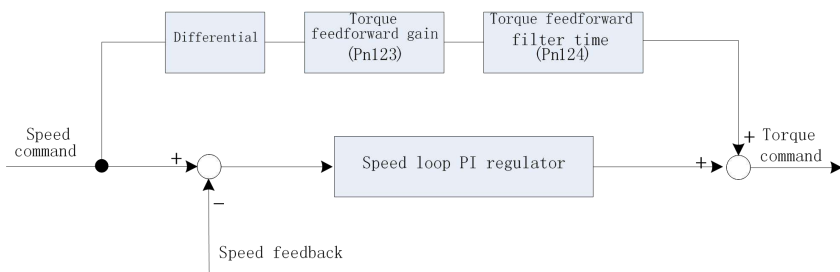 Differential
Torque
feedforward gain
(Pn123)
Torque feedforward
filter time
(Pn124)
Speed
command
+
−
Speed feedback
Speed loop PI regulator
+
+
Torque
command